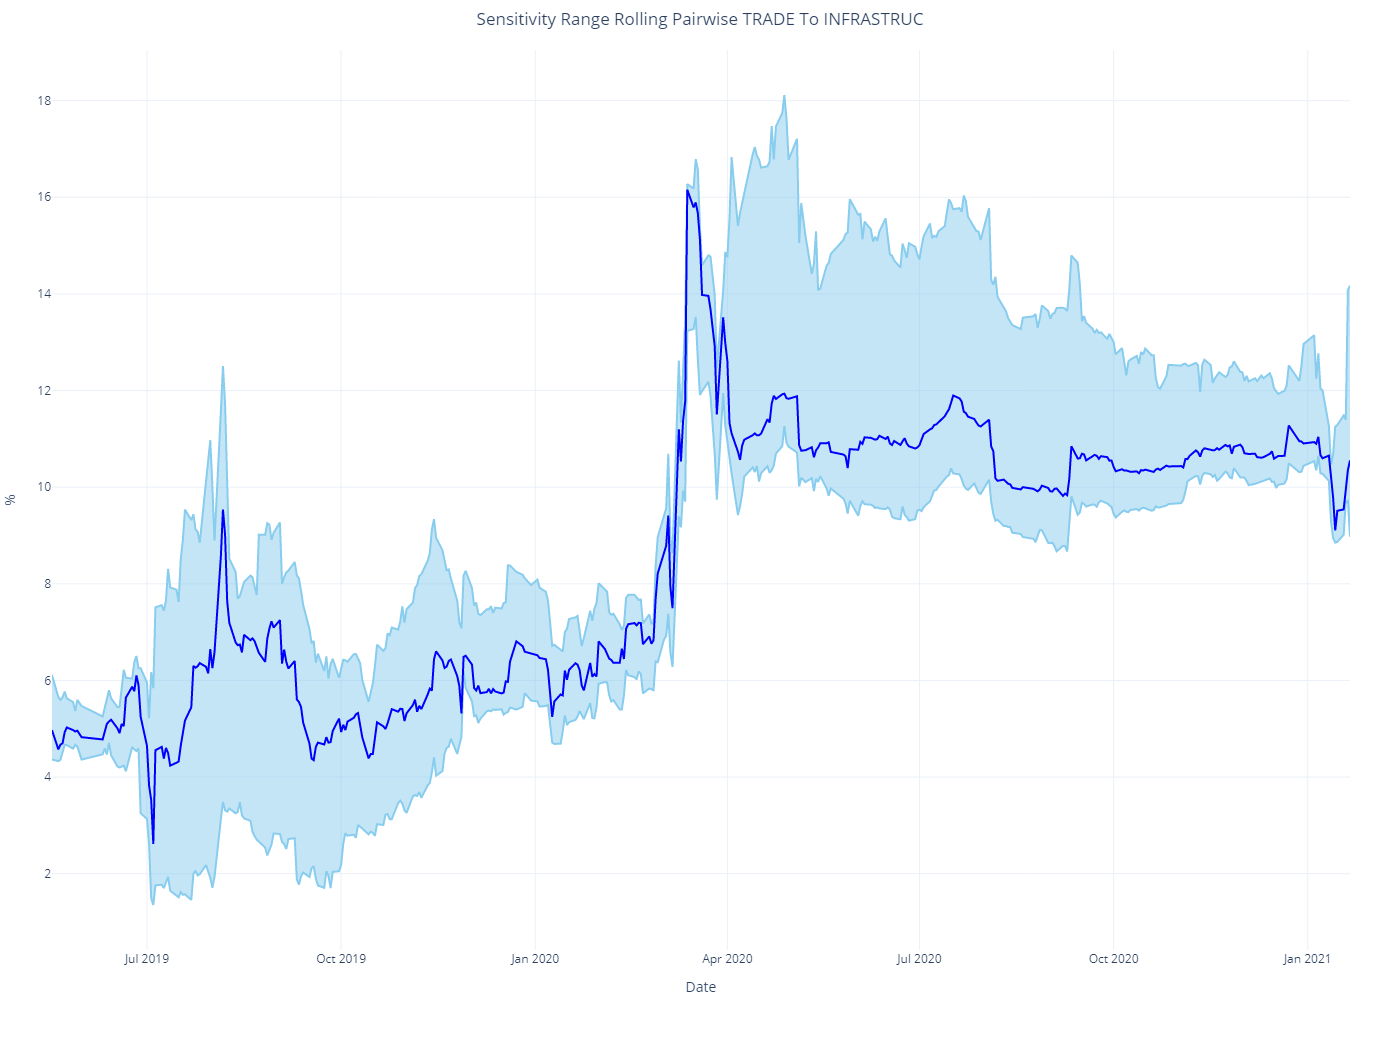 Sensitivity Range Rolling Pairwise TRADE To INFRASTRUC
18
16
14
12
10
8
6
4
2
%
Jul 2019
Oct 2019
Jan 2020
Apr 2020
Jul 2020
Oct 2020
Jan 2021
Date